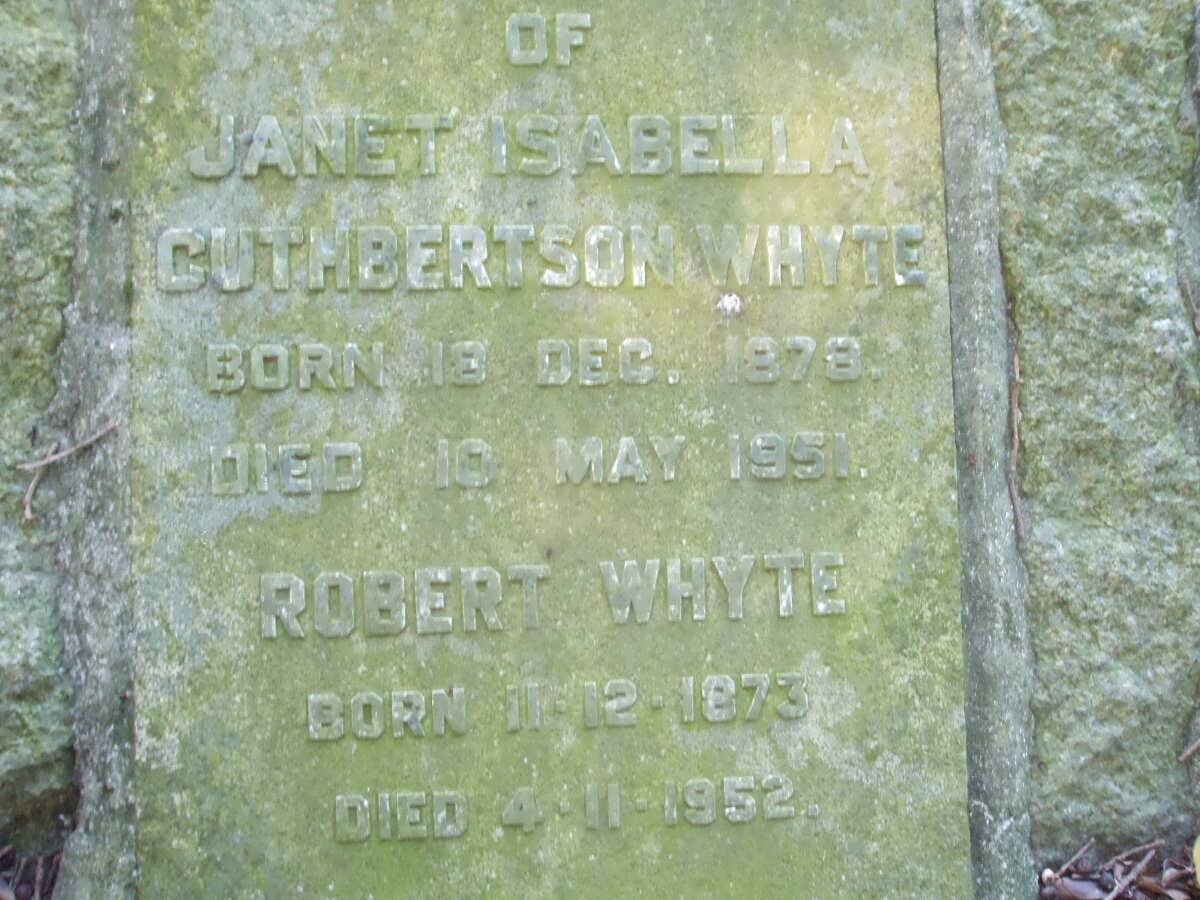 OF
JANET ISABELLA
CUTHBERTSON WHYTE
BORN 18 DEC. 1878.
DIED 10 MAY 1951.
ROBERT WHYTE
BORN 11·12·1873
DIED 4·11·1952.